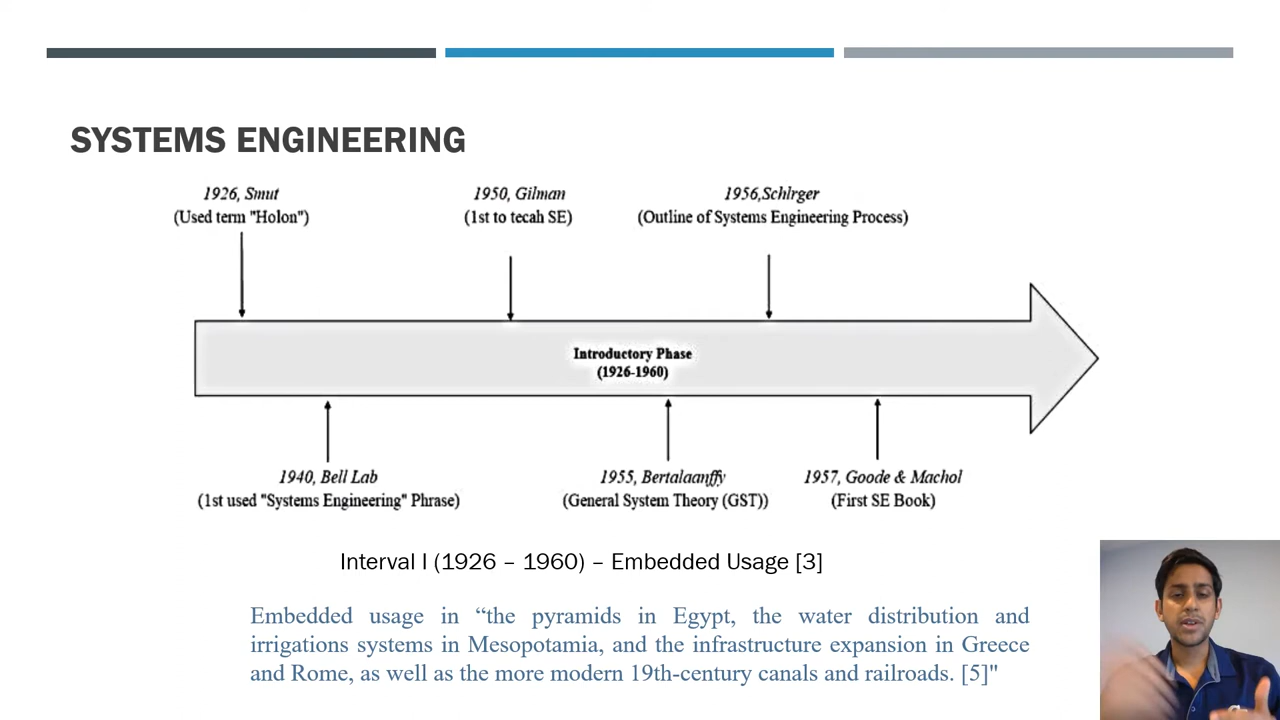 SYSTEMS ENGINEERING
1926, Smut
(Used term "Holon")
1950, Gilman
(1st to tecah SE)
1956,Schlrger
(Outline of Systems Engineering Process)
Introductory Phase
(1926-1960)
1940, Bell Lab
(1st used "Systems Engineering" Phrase)
1955, Bertalaanffy
(General System Theory (GST))
1957, Goode & Machol
(First SE Book)
Interval I (1926 – 1960) – Embedded Usage [3]
Embedded usage in “the pyramids in Egypt, the water distribution and
irrigations systems in Mesopotamia, and the infrastructure expansion in Greece
and Rome, as well as the more modern 19th-century canals and railroads. [5]"